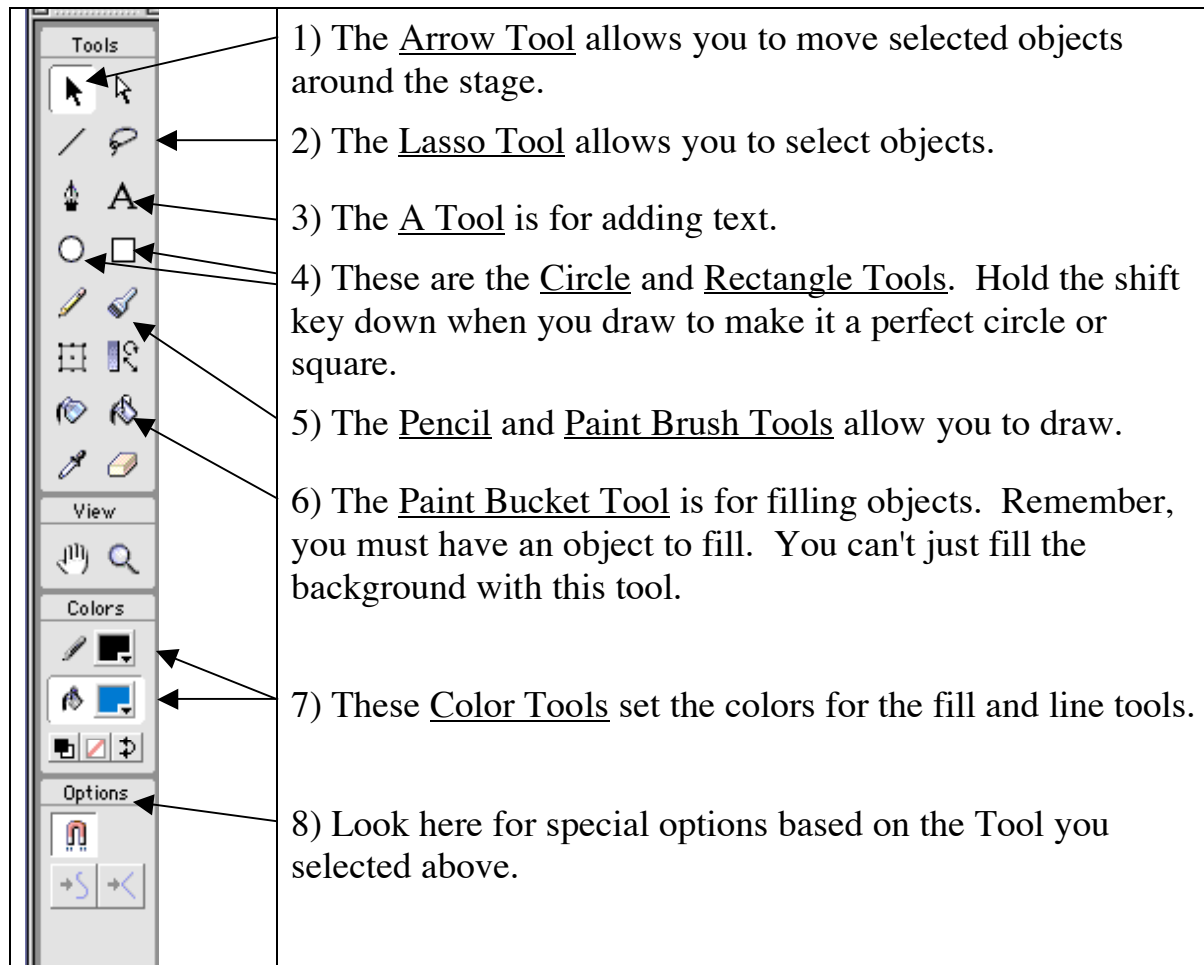 Tools
1) The Arrow Tool allows you to move selected objects
around the stage.
2) The Lasso Tool allows you to select objects.
A
3) The A Tool is for adding text.
4) These are the Circle and Rectangle Tools.  Hold the shift
key down when you draw to make it a perfect circle or
square.
5) The Pencil and Paint Brush Tools allow you to draw.
6) The Paint Bucket Tool is for filling objects.  Remember,
you must have an object to fill.  You can't just fill the
background with this tool.
View
Colors
7) These Color Tools set the colors for the fill and line tools.
Options
8) Look here for special options based on the Tool you
selected above.